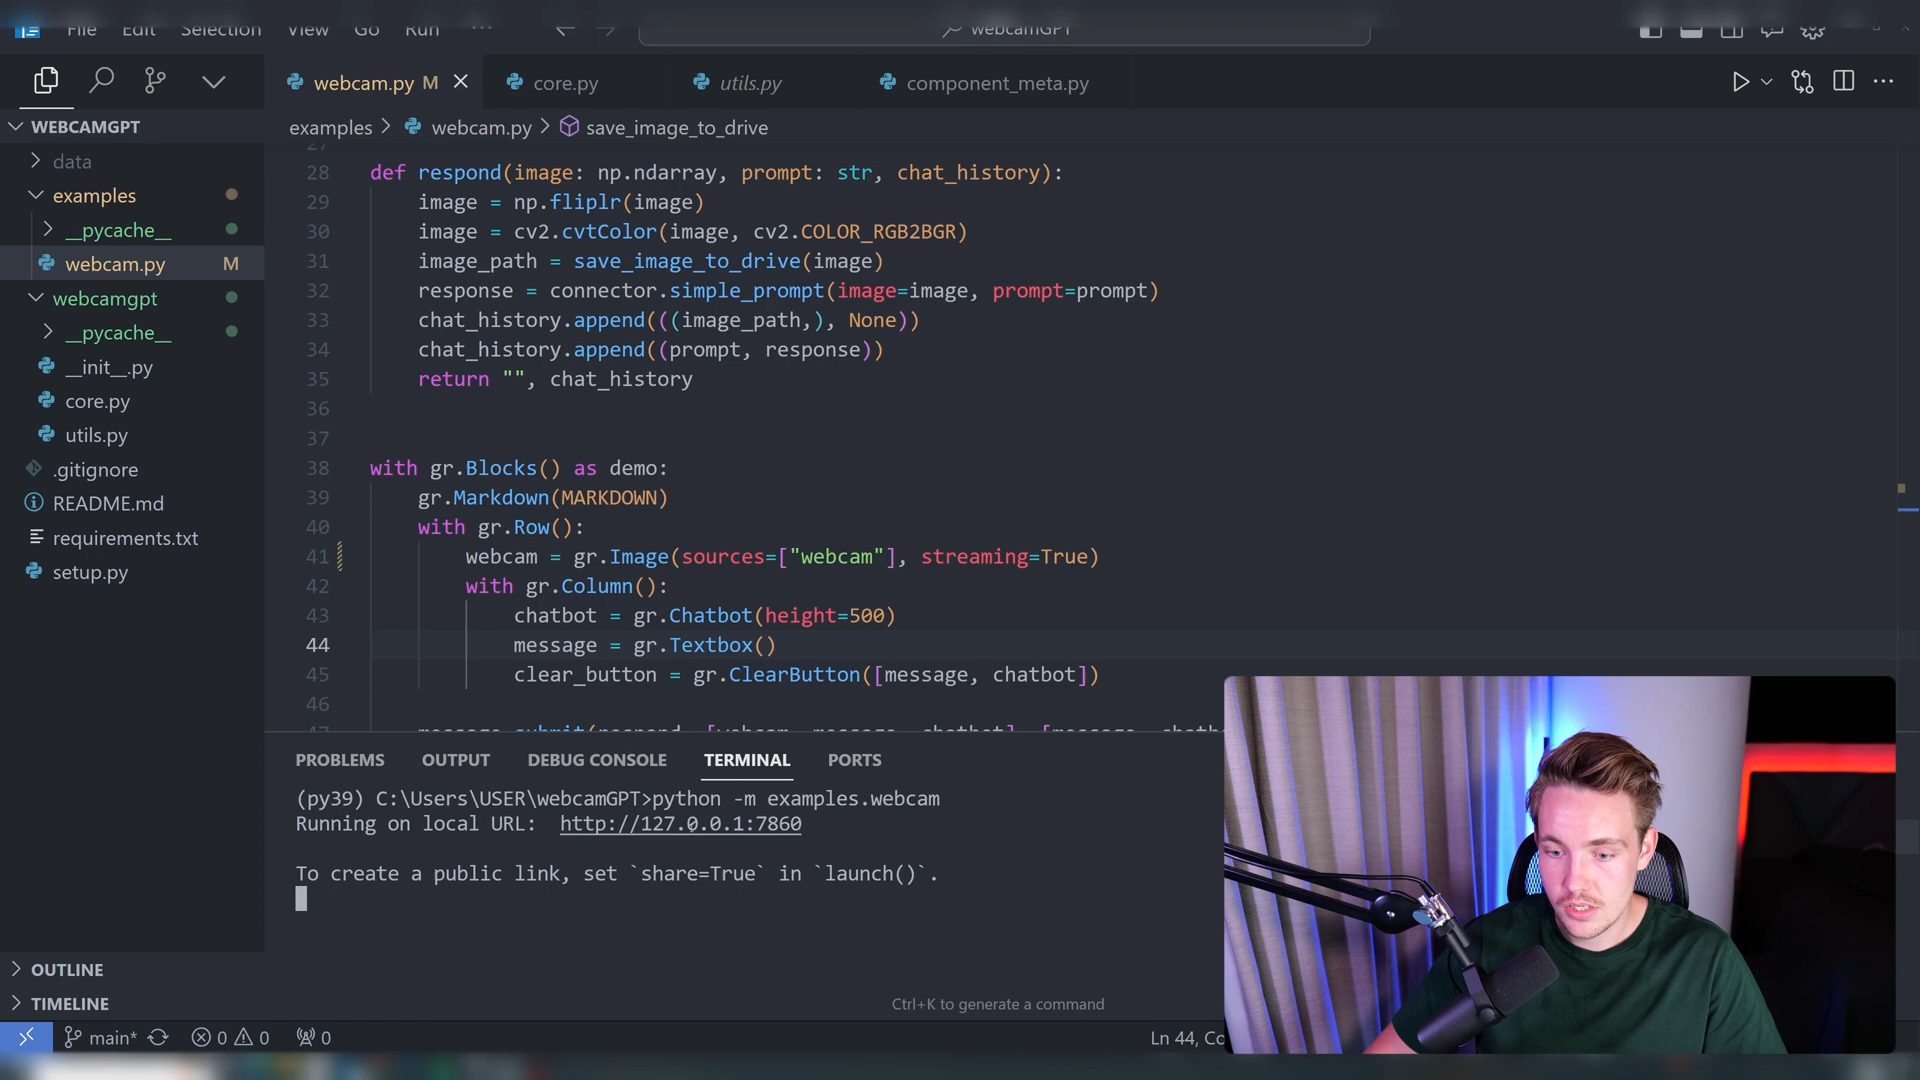 File Edit Selection View Go Run ... webcamGPT
webcam.py M core.py utils.py component_meta.py
WEBCAMGPT
data
examples
__pycache__
webcam.py M
webcamgpt
__pycache__
__init__.py
core.py
utils.py
.gitignore
README.md
requirements.txt
setup.py
OUTLINE
TIMELINE
examples > webcam.py > save_image_to_drive
27
28 def respond(image: np.ndarray, prompt: str, chat_history):
29 image = np.fliplr(image)
30 image = cv2.cvtColor(image, cv2.COLOR_RGB2BGR)
31 image_path = save_image_to_drive(image)
32 response = connector.simple_prompt(image=image, prompt=prompt)
33 chat_history.append(((image_path,), None))
34 chat_history.append((prompt, response))
35 return "", chat_history
36
37
38 with gr.Blocks() as demo:
39 gr.Markdown(MARKDOWN)
40 with gr.Row():
41 webcam = gr.Image(sources=["webcam"], streaming=True)
42 with gr.Column():
43 chatbot = gr.Chatbot(height=500)
44 message = gr.Textbox()
45 clear_button = gr.ClearButton([message, chatbot])
46
47 message.submit(respond, [webcam, message, chatbot], [message,
PROBLEMS OUTPUT DEBUG CONSOLE TERMINAL PORTS
(py39) C:\Users\USER\webcamGPT>python -m examples.webcam
Running on local URL: http://127.0.0.1:7860
To create a public link, set `share=True` in `launch()`.
Ctrl+K to generate a command
main* 0 0 0 Ln 44, Co